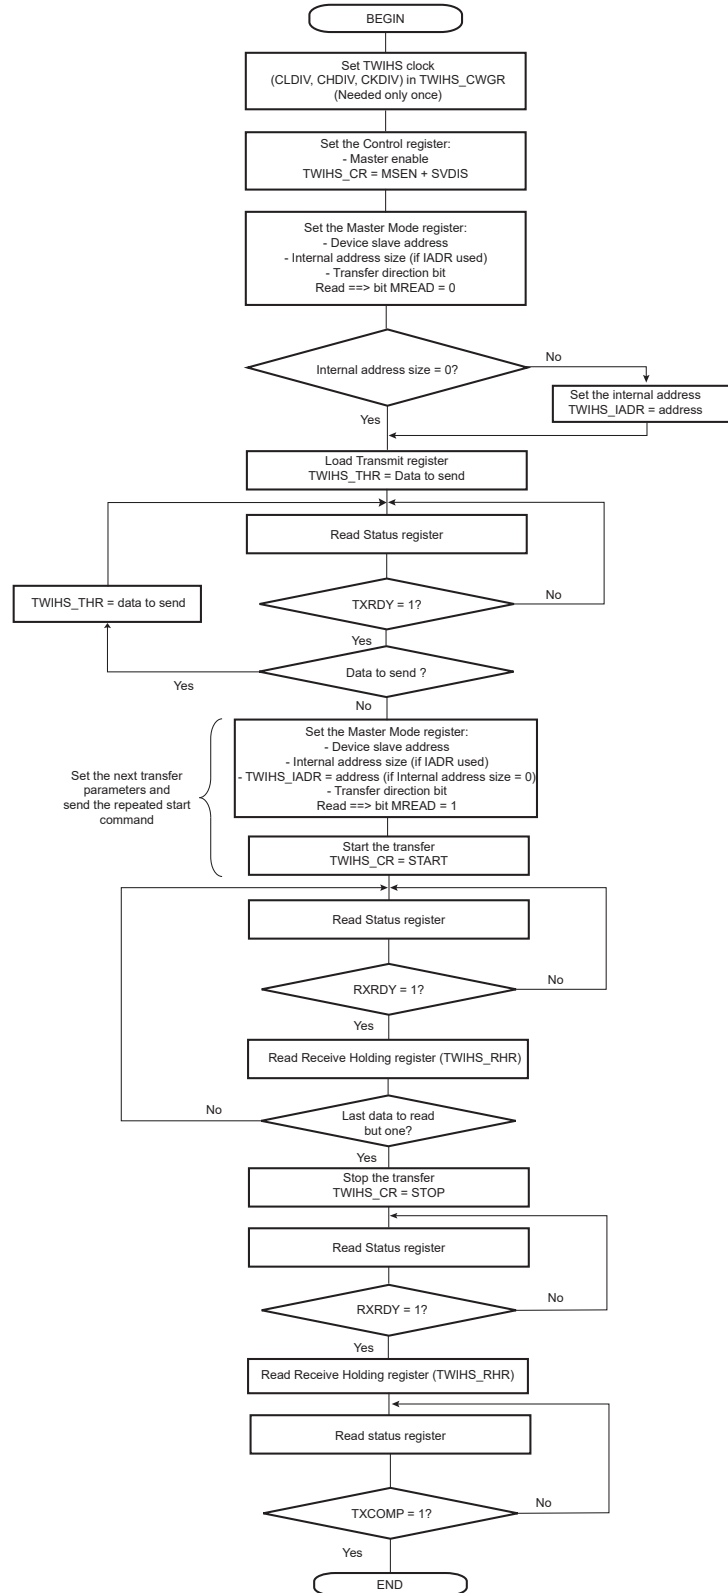 BEGIN
Set TWIHS clock
(CLDIV, CHDIV, CKDIV) in TWIHS_CWGR
(Needed only once)
Set the Control register:
- Master enable
TWIHS_CR = MSEN + SVDIS
Set the Master Mode register:
- Device slave address
- Internal address size (if IADR used)
- Transfer direction bit
Read ==> bit MREAD = 0
Internal address size = 0?
No
Set the internal address
TWIHS_IADR = address
Yes
Load Transmit register
TWIHS_THR = Data to send
Read Status register
TWIHS_THR = data to send
TXRDY = 1?
No
Yes
Data to send ?
Yes
No
Set the next transfer
parameters and
send the repeated start
command
Set the Master Mode register:
- Device slave address
- Internal address size (if IADR used)
- TWIHS_IADR = address (if Internal address size = 0)
- Transfer direction bit
Read ==> bit MREAD = 1
Start the transfer
TWIHS_CR = START
Read Status register
RXRDY = 1?
No
Yes
Read Receive Holding register (TWIHS_RHR)
No
Last data to read
but one?
Yes
Stop the transfer
TWIHS_CR = STOP
Read Status register
RXRDY = 1?
No
Yes
Read Receive Holding register (TWIHS_RHR)
Read status register
TXCOMP = 1?
No
Yes
END